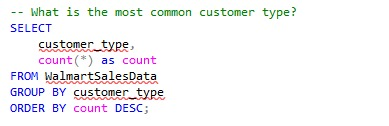 -- What is the most common customer type?
SELECT
customer_type,
count(*) as count
FROM WalmartSalesData
GROUP BY customer_type
ORDER BY count DESC;